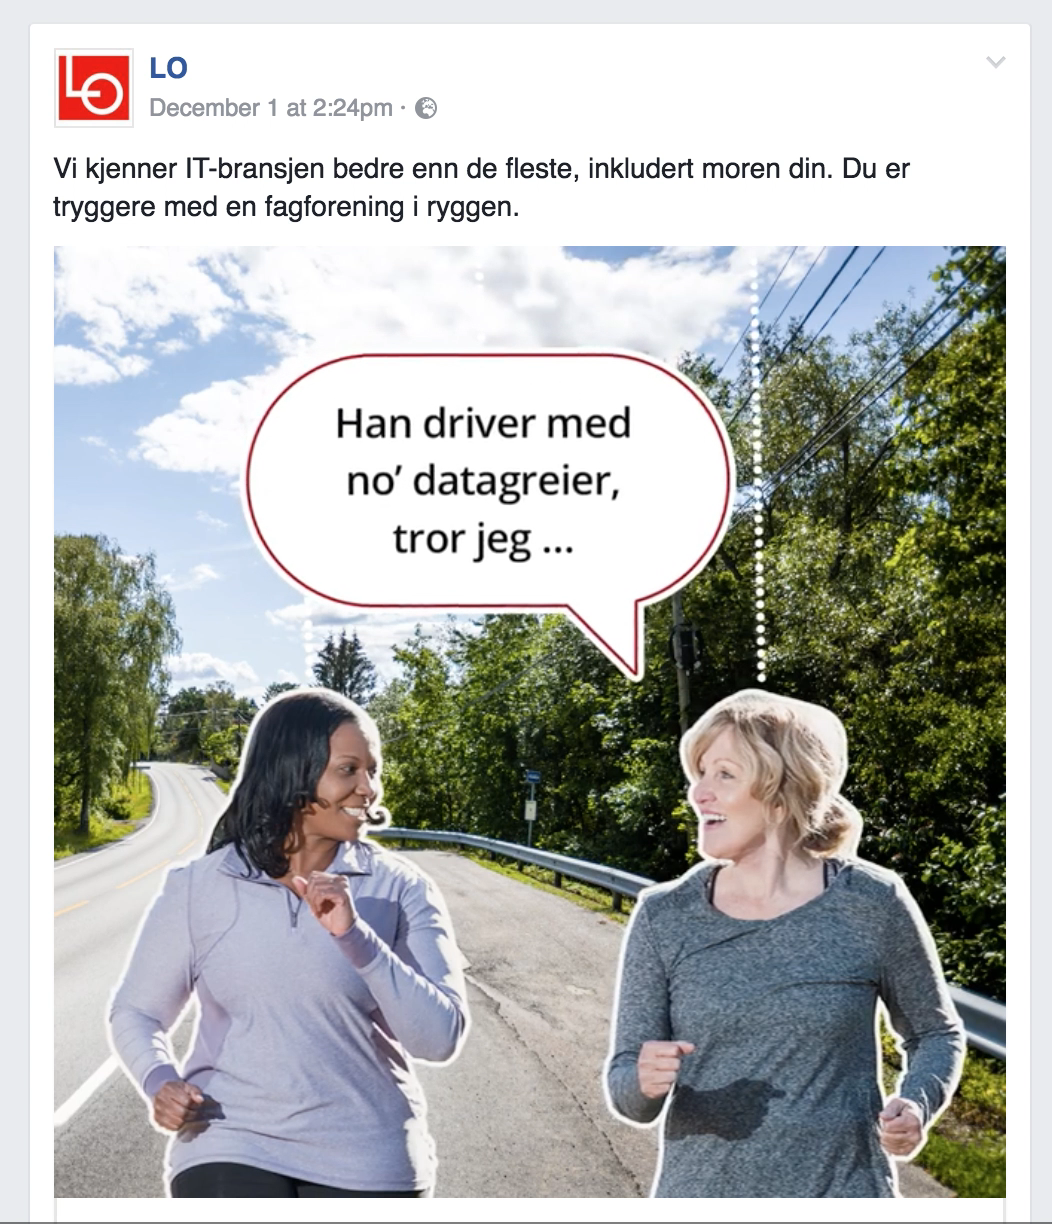 LO
LO
December 1 at 2:24pm ·
Vi kjenner IT-bransjen bedre enn de fleste, inkludert moren din. Du er
tryggere med en fagforening i ryggen.
Han driver med
no’ datagreier,
tror jeg ...